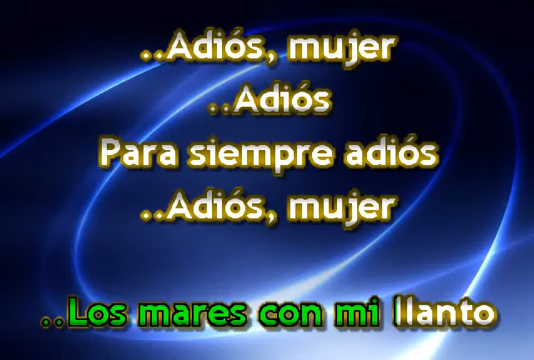 ..Adiós, mujer
..Adiós
Para siempre adiós
..Adiós, mujer
..Los mares con mi llanto